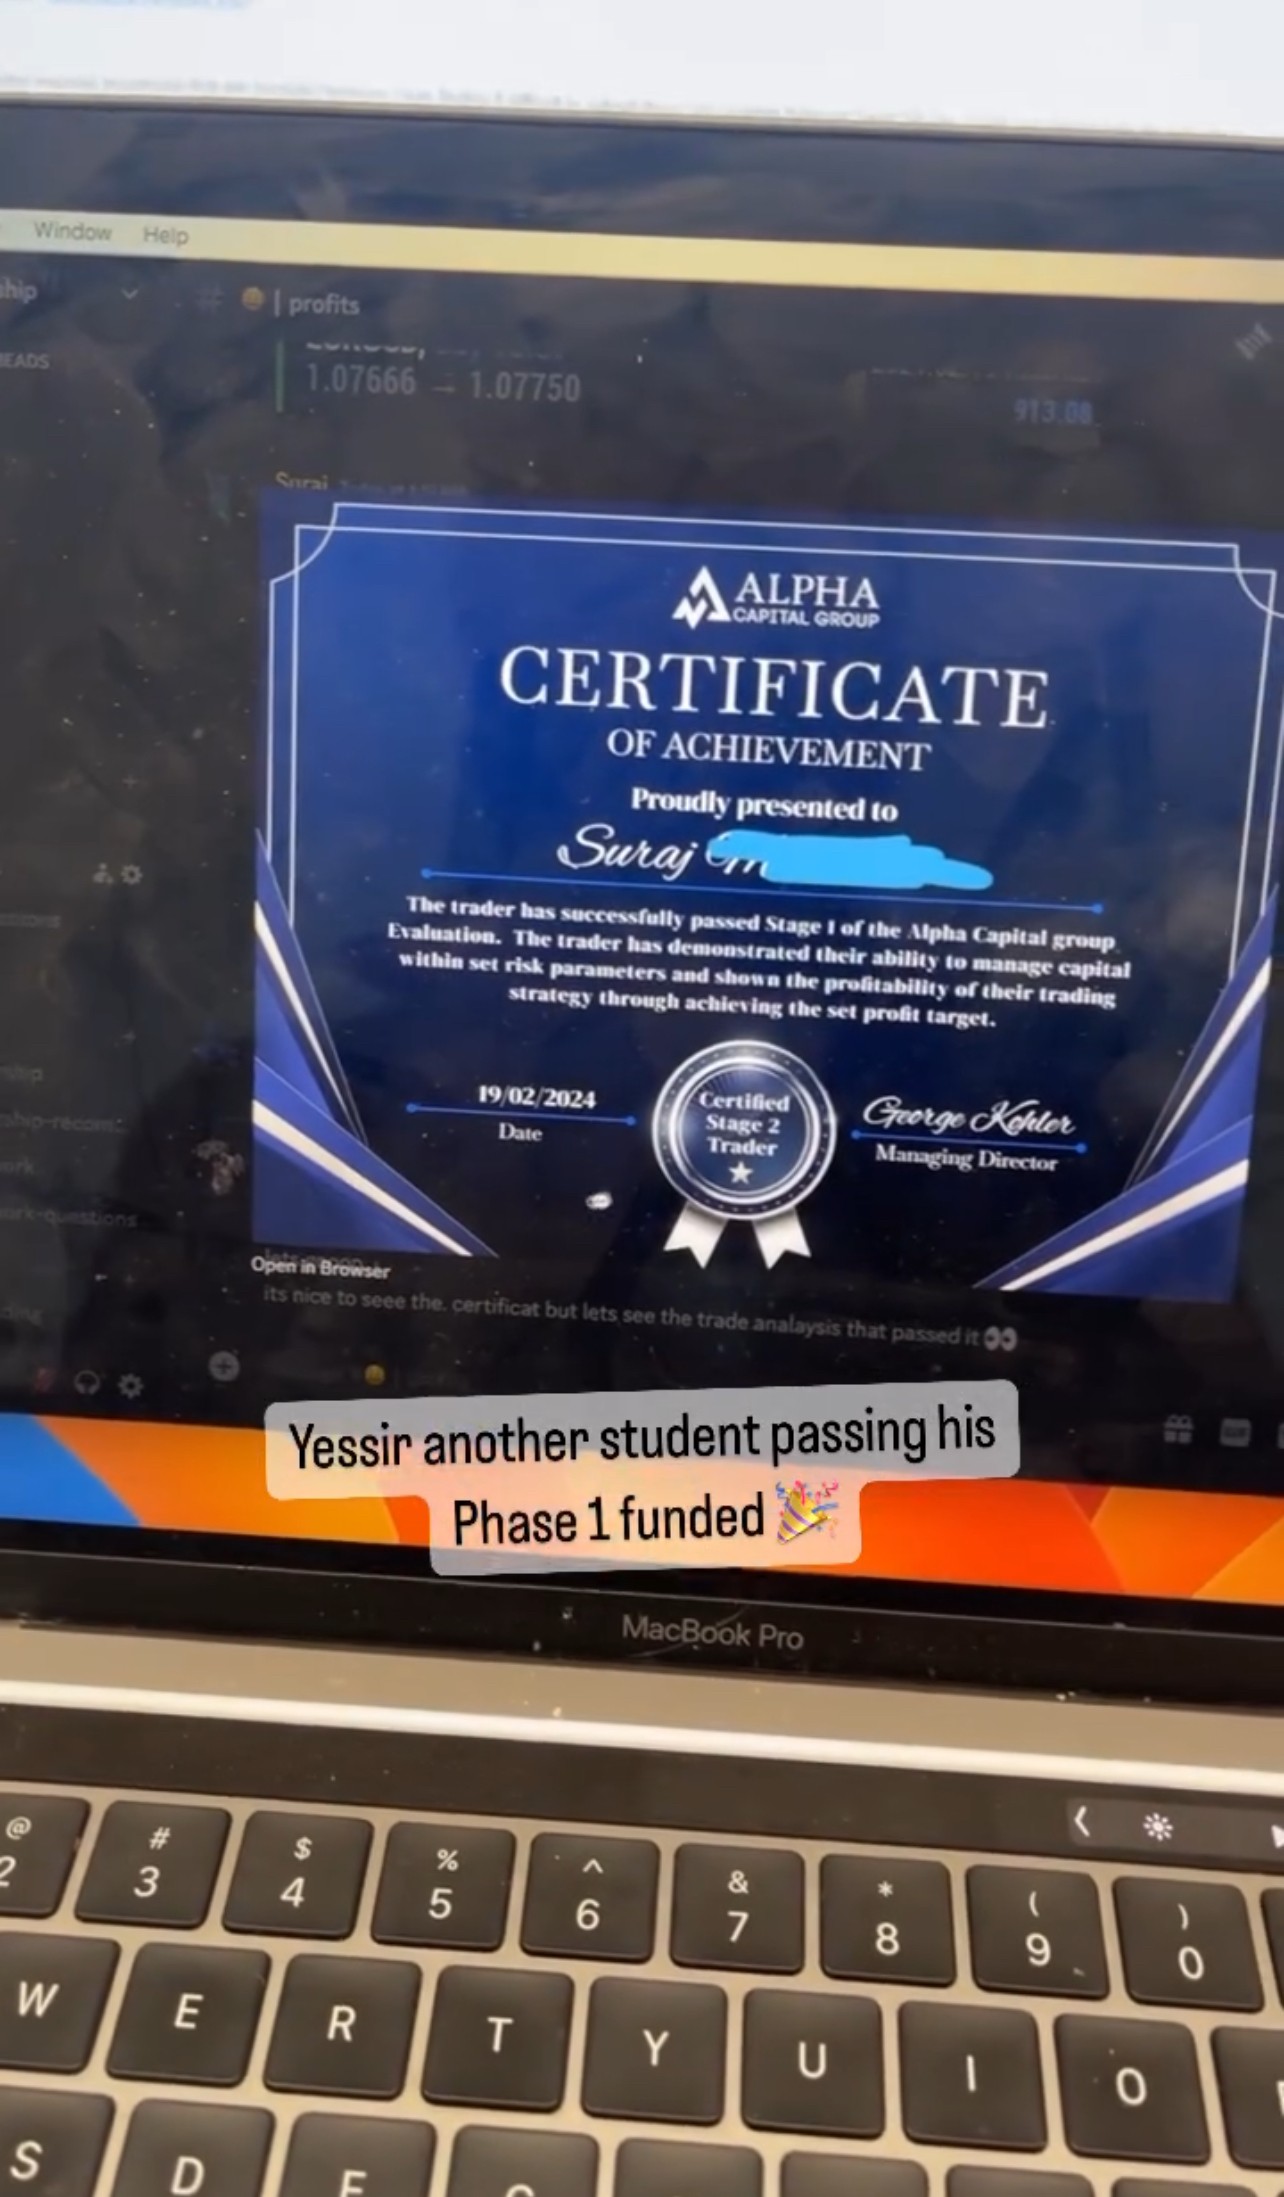 Window Help
# | profits
1.07666 → 1.07750
913.08
Suraj
ALPHA
CAPITAL GROUP
CERTIFICATE
OF ACHIEVEMENT
Proudly presented to
Suraj
The trader has successfully passed Stage 1 of the Alpha Capital group
Evaluation. The trader has demonstrated their ability to manage capital
within set risk parameters and shown the profitability of their trading
strategy through achieving the set profit target.
19/02/2024
Date
Certified
Stage 2
Trader
George Kohler
Managing Director
Open in Browser
its nice to seee the. certificat but lets see the trade analaysis that passed it 👀
Yessir another student passing his
Phase 1 funded 🎉
MacBook Pro
@ # $ % ^ & * ( )
2 3 4 5 6 7 8 9 0
W E R T Y U I O
S D